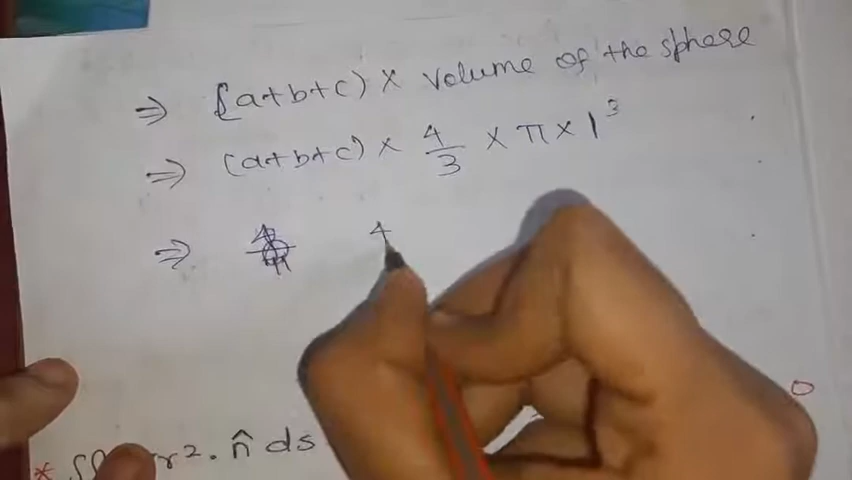 ⇒ [a+b+c) × volume of the sphere
⇒ (a+b+c) × 4/3 × π × 1³
⇒ 4
* r². n̂ ds